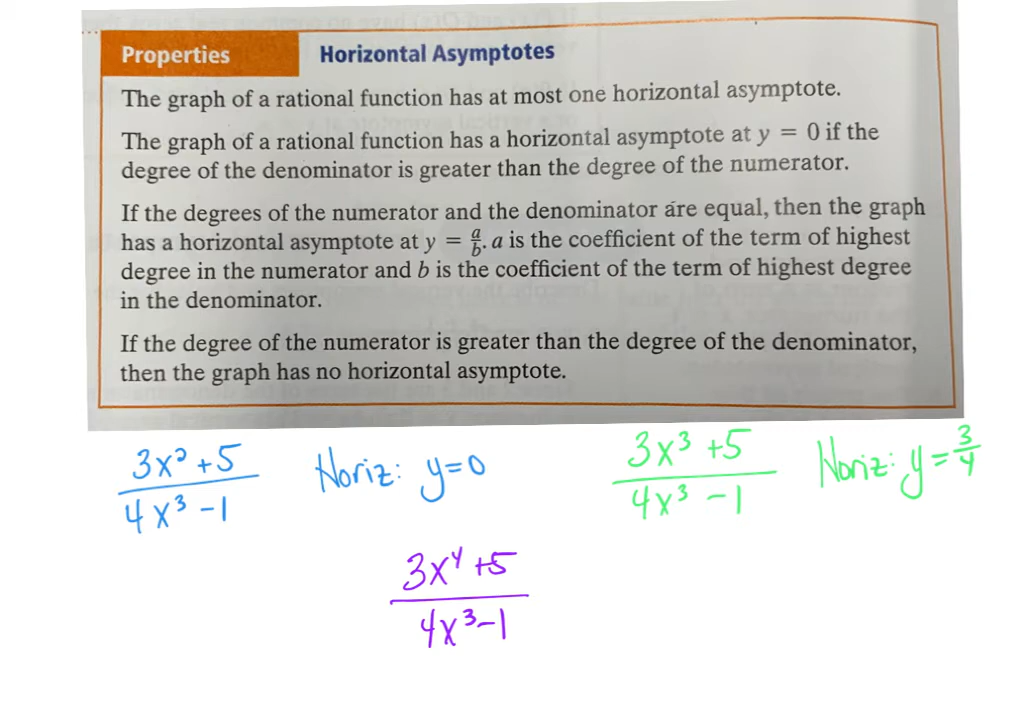 Properties Horizontal Asymptotes
The graph of a rational function has at most one horizontal asymptote.
The graph of a rational function has a horizontal asymptote at y = 0 if the
degree of the denominator is greater than the degree of the numerator.
If the degrees of the numerator and the denominator are equal, then the graph
has a horizontal asymptote at y = a/b. a is the coefficient of the term of highest
degree in the numerator and b is the coefficient of the term of highest degree
in the denominator.
If the degree of the numerator is greater than the degree of the denominator,
then the graph has no horizontal asymptote.
3x² + 5
4x³ - 1
Horiz: y = 0
3x³ + 5
4x³ - 1
Horiz: y = 3/4
3x⁴ + 5
4x³ - 1